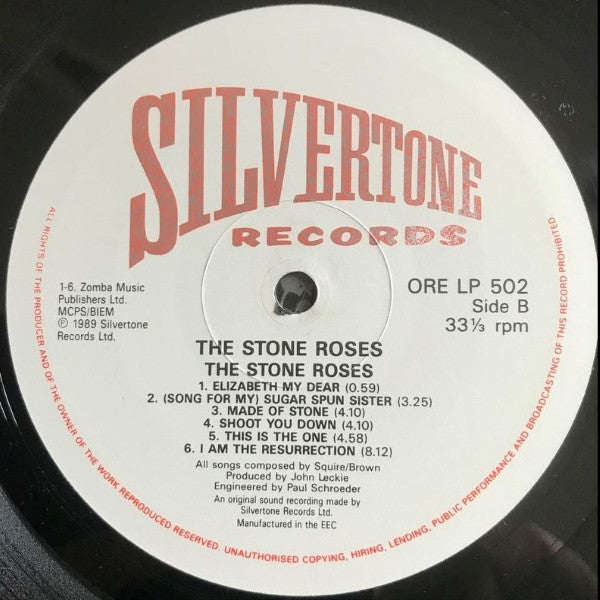 SILVERTONE
RECORDS
1-6. Zomba Music
Publishers Ltd.
MCPS/BIEM
℗ 1989 Silvertone
Records Ltd.
ORE LP 502
Side B
33⅓ rpm
THE STONE ROSES
THE STONE ROSES
1. ELIZABETH MY DEAR (0.59)
2. (SONG FOR MY) SUGAR SPUN SISTER (3.25)
3. MADE OF STONE (4.10)
4. SHOOT YOU DOWN (4.10)
5. THIS IS THE ONE (4.58)
6. I AM THE RESURRECTION (8.12)
All songs composed by Squire/Brown
Produced by John Leckie
Engineered by Paul Schroeder
An original sound recording made by
Silvertone Records Ltd.
Manufactured in the EEC
ALL RIGHTS OF THE PRODUCER AND OF THE OWNER OF THE WORK REPRODUCED RESERVED. UNAUTHORISED COPYING, HIRING, LENDING, PUBLIC PERFORMANCE AND BROADCASTING OF THIS RECORD PROHIBITED